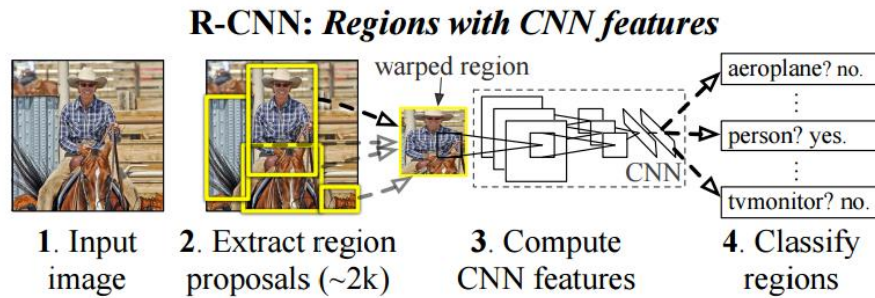 R-CNN: Regions with CNN features
warped region
aeroplane? no.
⋮
person? yes.
⋮
tvmonitor? no.
CNN
1. Input
image
2. Extract region
proposals (~2k)
3. Compute
CNN features
4. Classify
regions